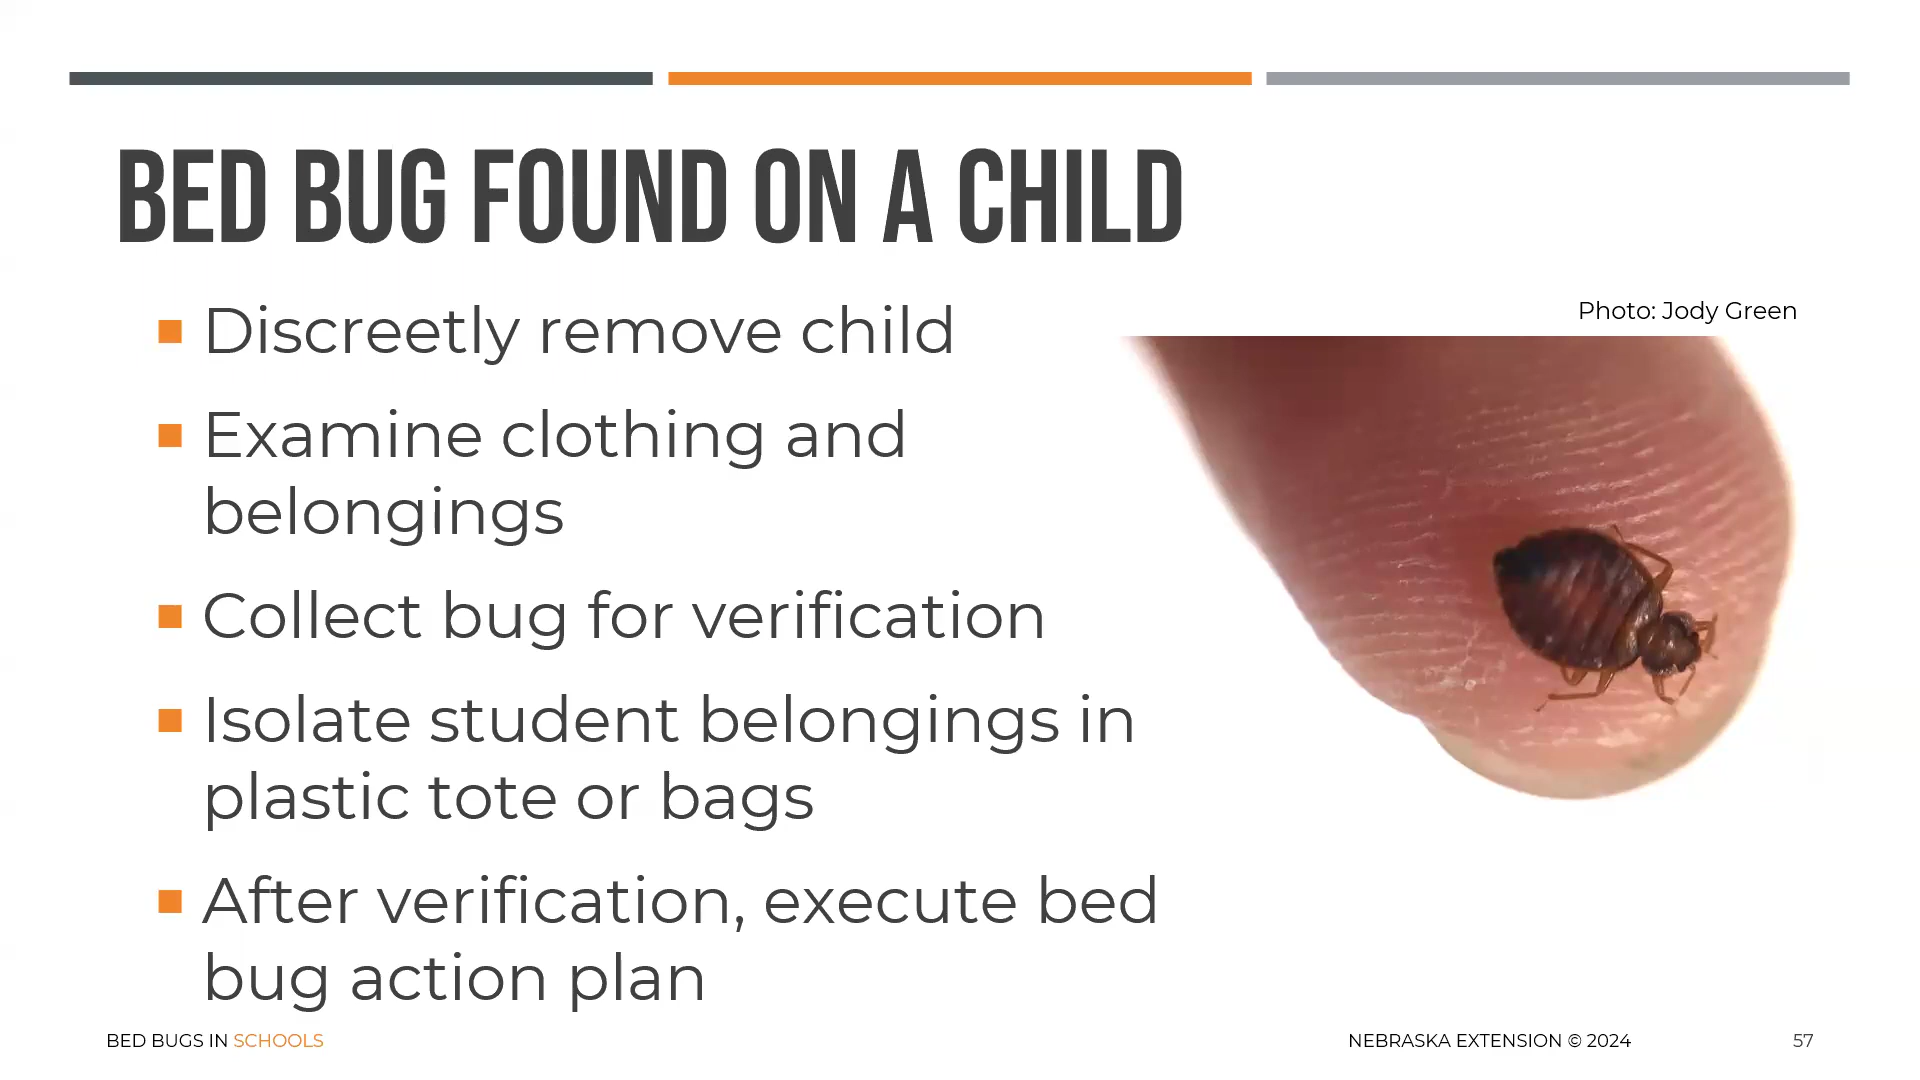 BED BUG FOUND ON A CHILD
Discreetly remove child
Examine clothing and
belongings
Collect bug for verification
Isolate student belongings in
plastic tote or bags
After verification, execute bed
bug action plan
Photo: Jody Green
BED BUGS IN SCHOOLS
NEBRASKA EXTENSION © 2024
57